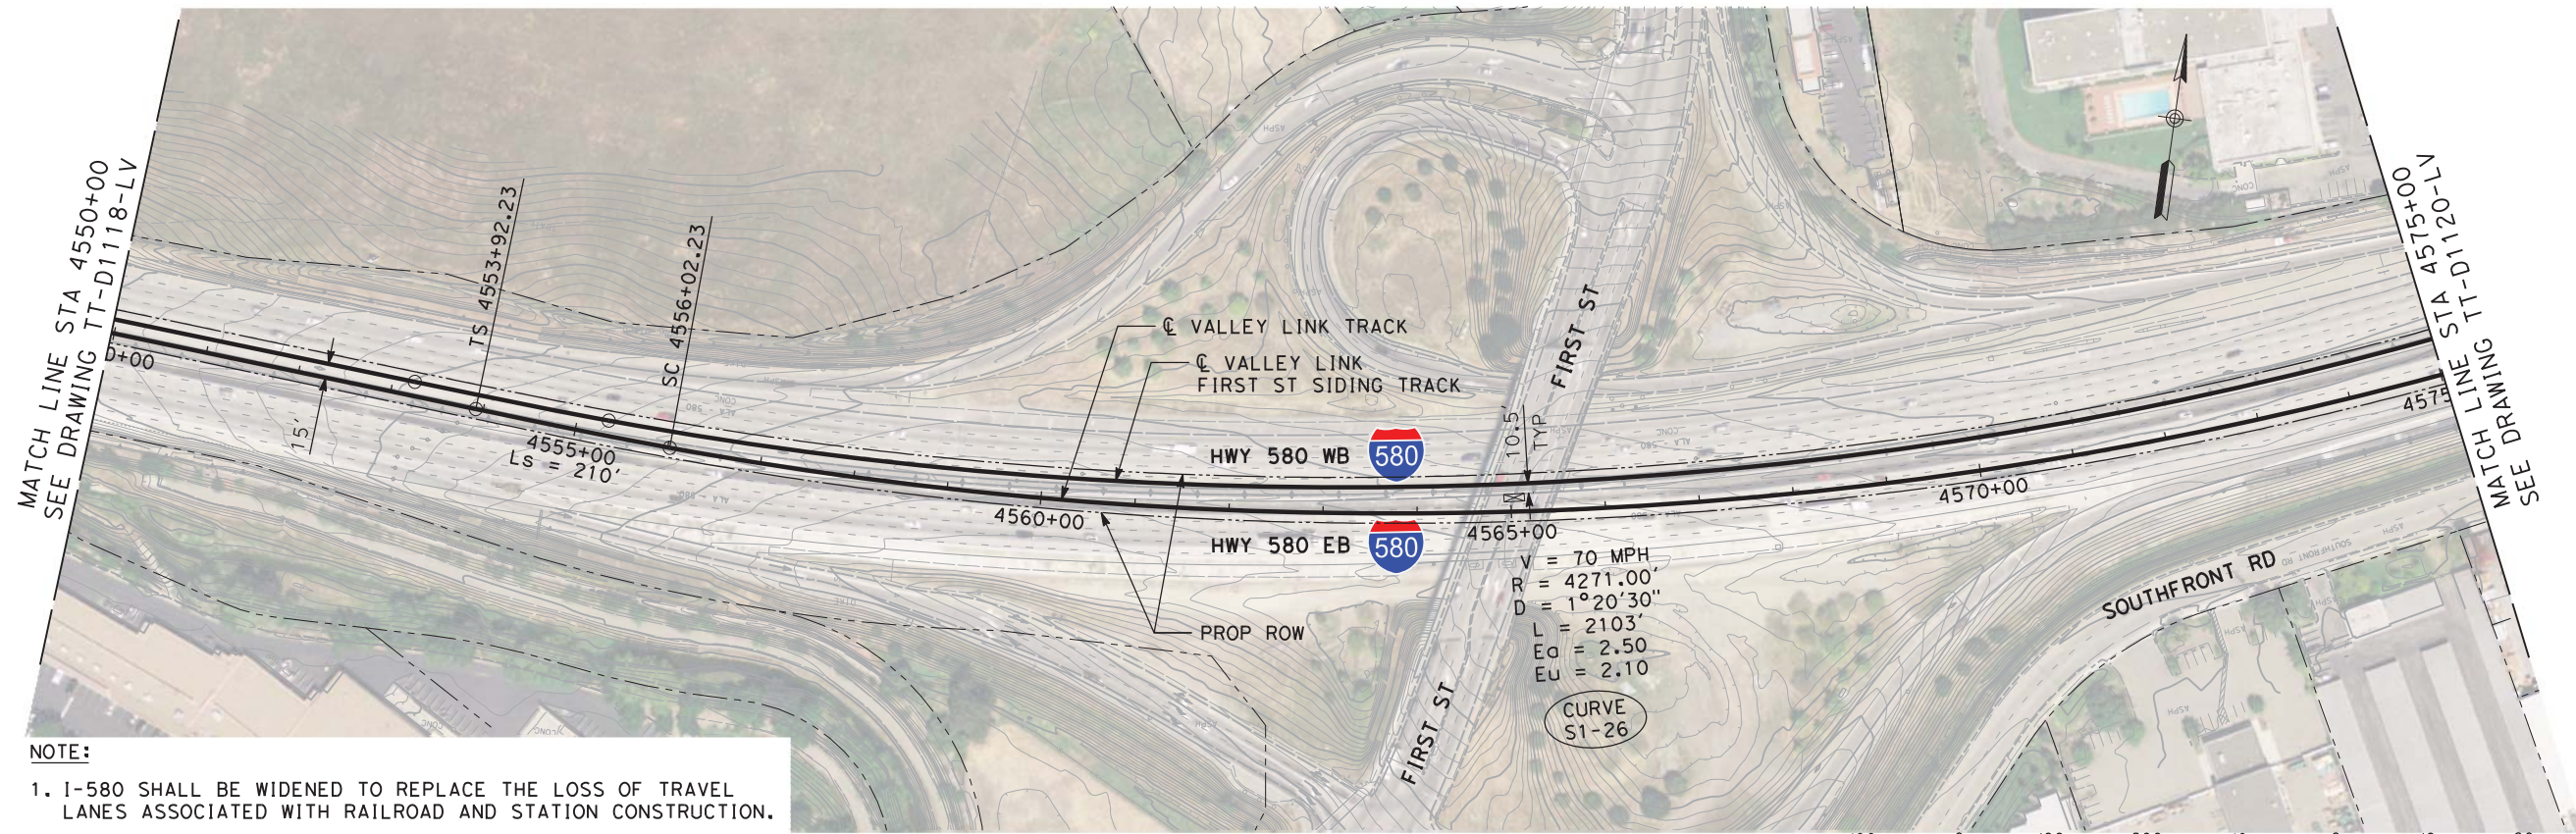 MATCH LINE STA 4550+00
SEE DRAWING TT-D1118-LV
0+00
15'
TS 4553+92.23
SC 4556+02.23
4555+00
Ls = 210'
℄ VALLEY LINK TRACK
℄ VALLEY LINK
FIRST ST SIDING TRACK
HWY 580 WB
580
HWY 580 EB
580
4560+00
PROP ROW
FIRST ST
10.5'
TYP
4565+00
V = 70 MPH
R = 4271.00'
D = 1°20'30"
L = 2103'
Ea = 2.50
Eu = 2.10
CURVE
S1-26
FIRST ST
4570+00
SOUTHFRONT RD
4575
MATCH LINE STA 4575+00
SEE DRAWING TT-D1120-LV
NOTE:
1. I-580 SHALL BE WIDENED TO REPLACE THE LOSS OF TRAVEL
LANES ASSOCIATED WITH RAILROAD AND STATION CONSTRUCTION.